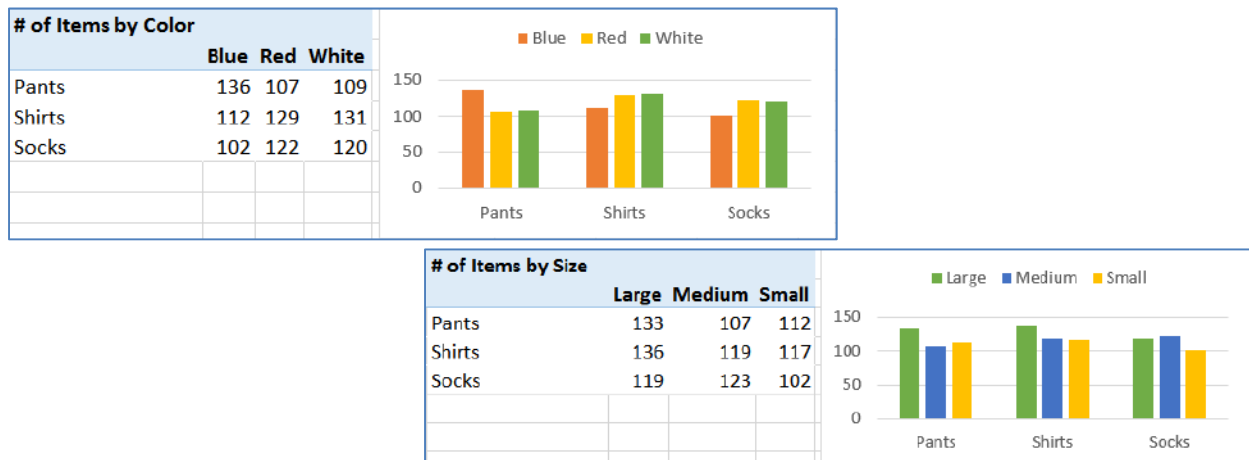 # of Items by Color
Blue Red White
Pants 136 107 109
Shirts 112 129 131
Socks 102 122 120
Blue Red White
150
100
50
0
Pants Shirts Socks
# of Items by Size
Large Medium Small
Pants 133 107 112
Shirts 136 119 117
Socks 119 123 102
Large Medium Small
150
100
50
0
Pants Shirts Socks